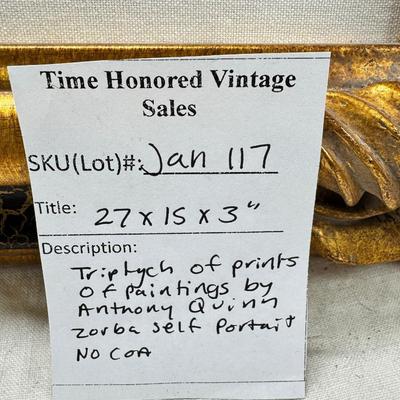 Time Honored Vintage
Sales
SKU(Lot)#: Jan 117
Title: 27 x 15 x 3"
Description:
Triptych of prints
of paintings by
Anthony Quinn
Zorba Self Portait
NO COA